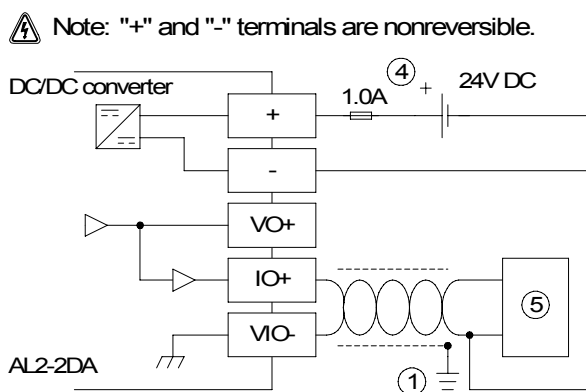 Note: "+" and "-" terminals are nonreversible.
DC/DC converter
1.0A
4
+
24V DC
+
-
VO+
IO+
VIO-
5
1
AL2-2DA